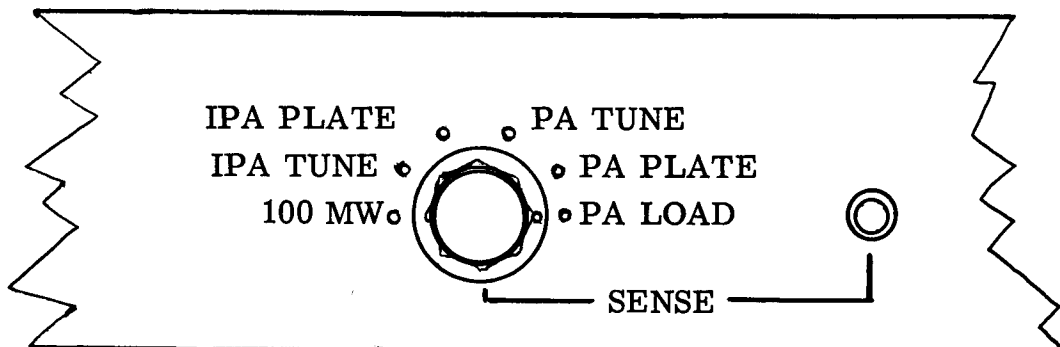 IPA PLATE
PA TUNE
IPA TUNE
PA PLATE
100 MW
PA LOAD
SENSE